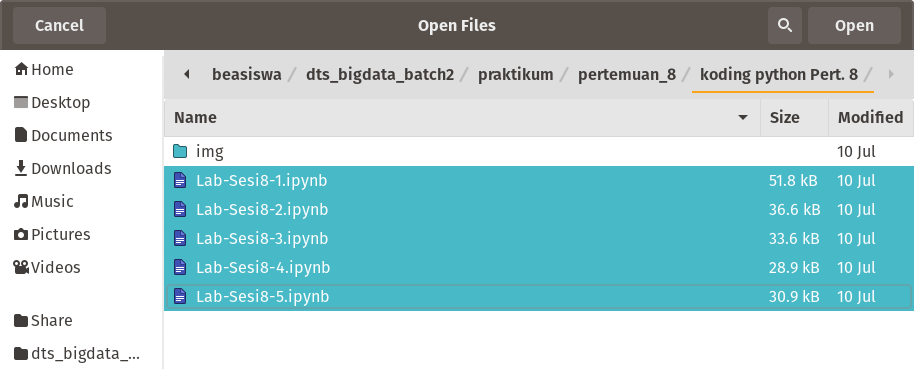 Cancel Open Files Open
Home
Desktop
Documents
Downloads
Music
Pictures
Videos
Share
dts_bigdata_...
beasiswa / dts_bigdata_batch2 / praktikum / pertemuan_8 / koding python Pert. 8 /
Name Size Modified
img 10 Jul
Lab-Sesi8-1.ipynb 51.8 kB 10 Jul
Lab-Sesi8-2.ipynb 36.6 kB 10 Jul
Lab-Sesi8-3.ipynb 33.6 kB 10 Jul
Lab-Sesi8-4.ipynb 28.9 kB 10 Jul
Lab-Sesi8-5.ipynb 30.9 kB 10 Jul